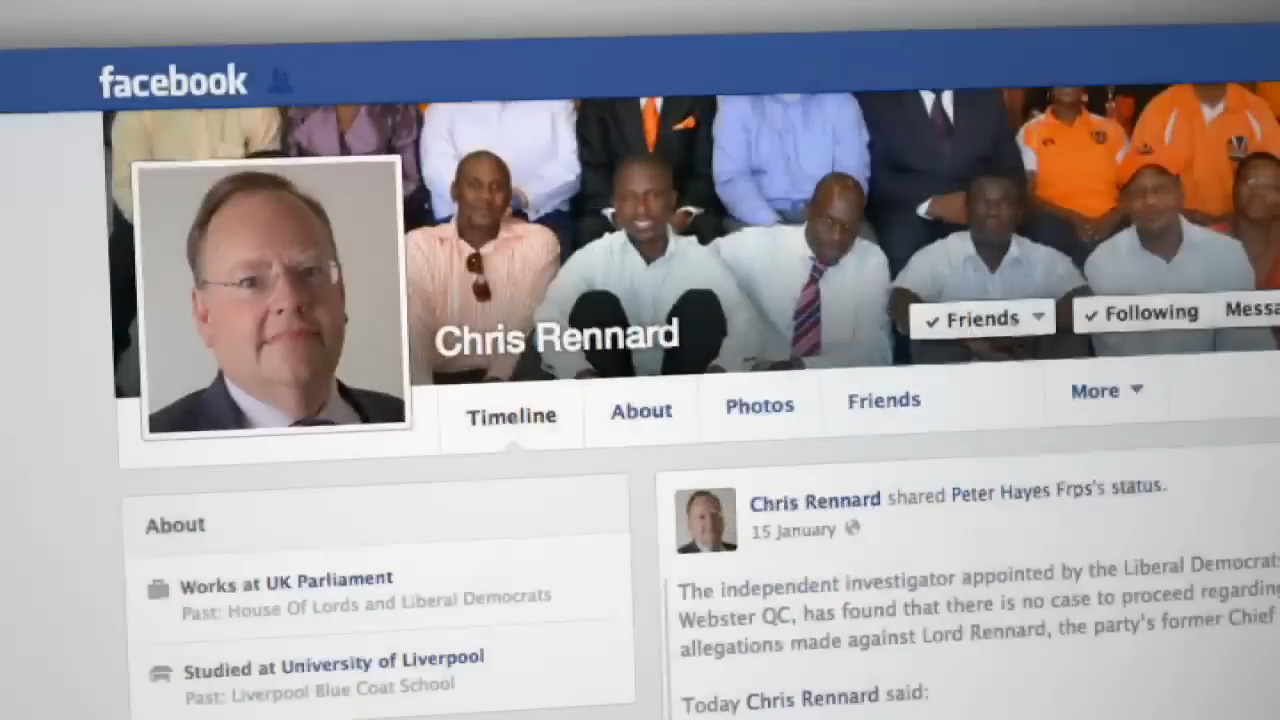 facebook
Chris Rennard
Friends
Following
Messa
Timeline
About
Photos
Friends
More
About
Works at UK Parliament
Past: House Of Lords and Liberal Democrats
Studied at University of Liverpool
Past: Liverpool Blue Coat School
Chris Rennard shared Peter Hayes Frps's status.
15 January
The independent investigator appointed by the Liberal Democrats
Webster QC, has found that there is no case to proceed regarding
allegations made against Lord Rennard, the party's former Chief
Today Chris Rennard said: